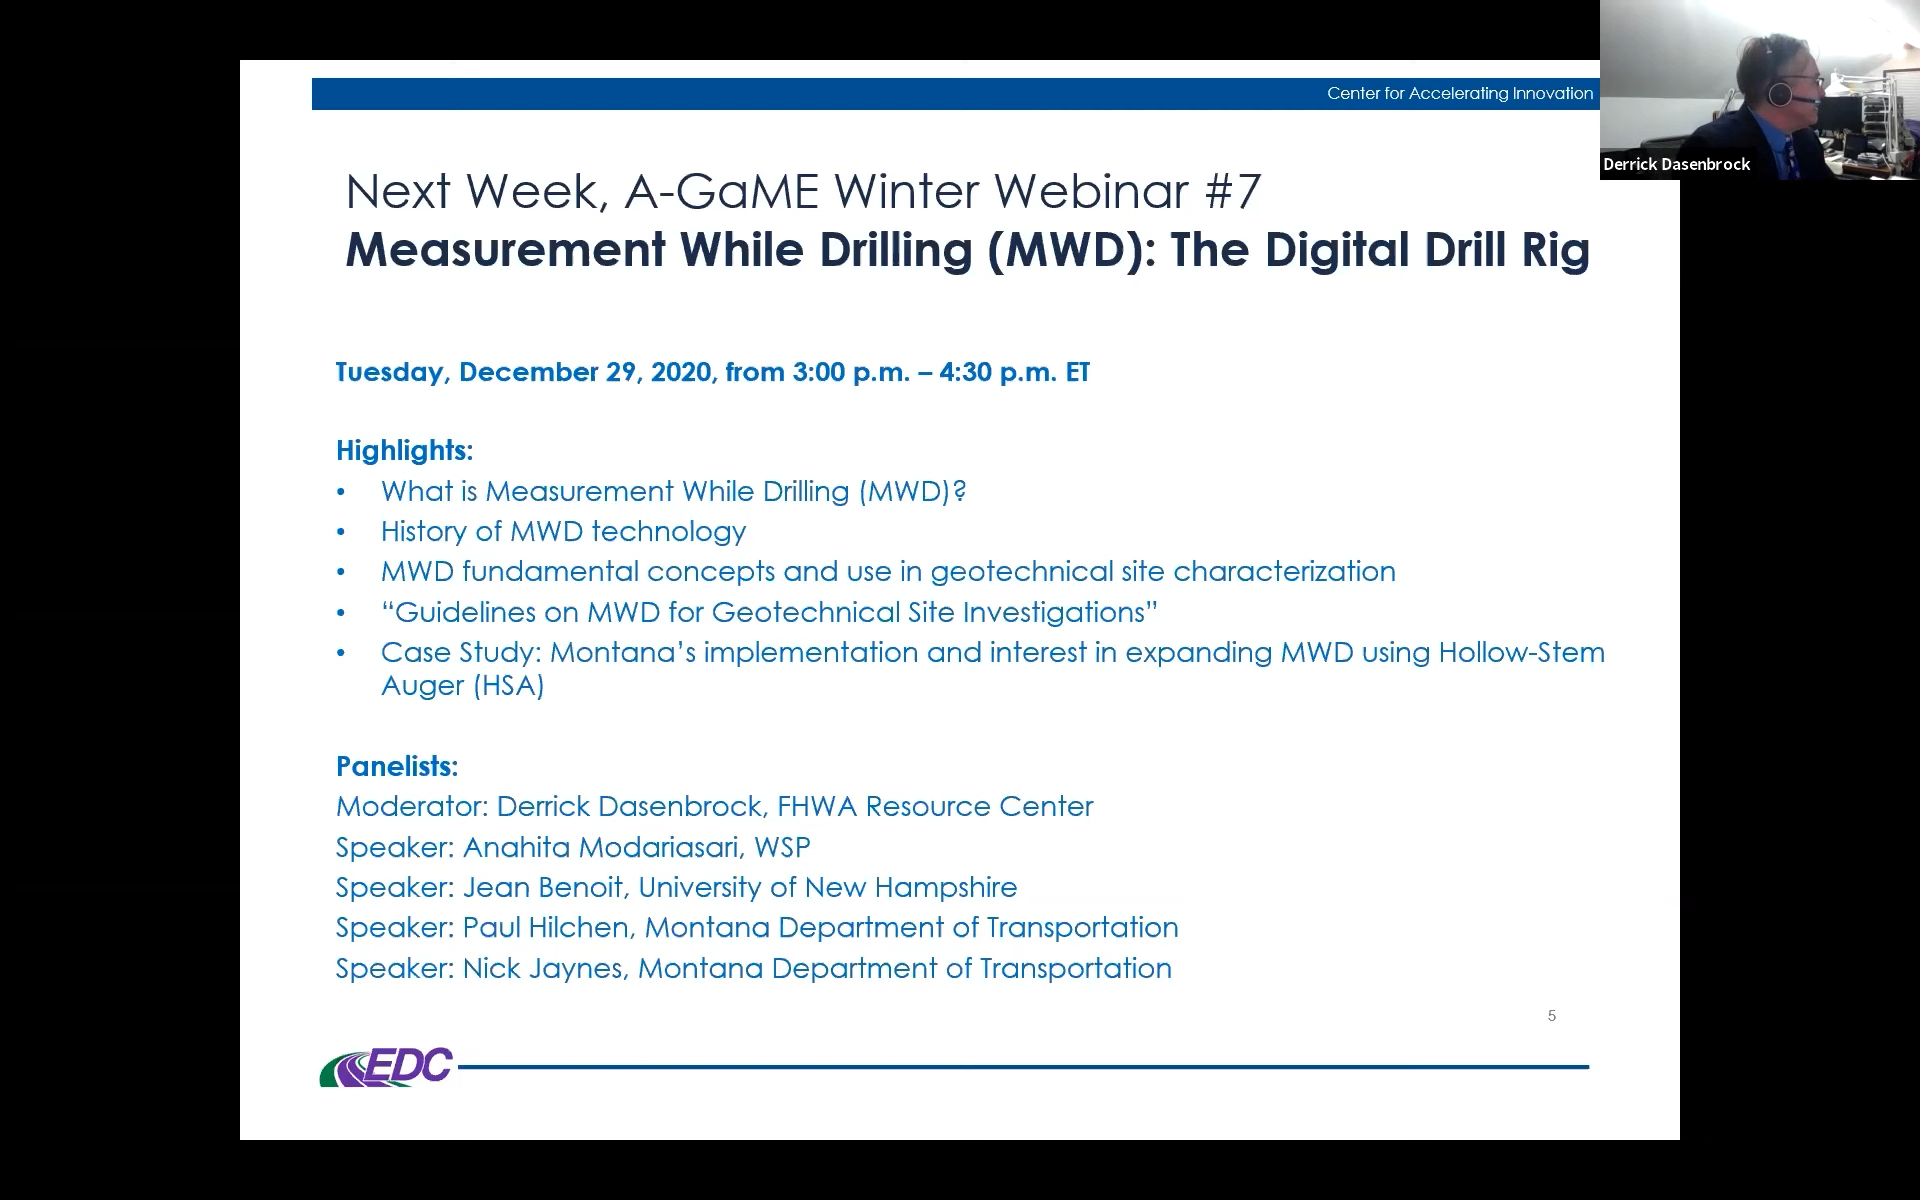 Center for Accelerating Innovation
Derrick Dasenbrock
Next Week, A-GaME Winter Webinar #7
Measurement While Drilling (MWD): The Digital Drill Rig
Tuesday, December 29, 2020, from 3:00 p.m. – 4:30 p.m. ET
Highlights:
• What is Measurement While Drilling (MWD)?
• History of MWD technology
• MWD fundamental concepts and use in geotechnical site characterization
• “Guidelines on MWD for Geotechnical Site Investigations”
• Case Study: Montana’s implementation and interest in expanding MWD using Hollow-Stem
Auger (HSA)
Panelists:
Moderator: Derrick Dasenbrock, FHWA Resource Center
Speaker: Anahita Modariasari, WSP
Speaker: Jean Benoit, University of New Hampshire
Speaker: Paul Hilchen, Montana Department of Transportation
Speaker: Nick Jaynes, Montana Department of Transportation
5
EDC